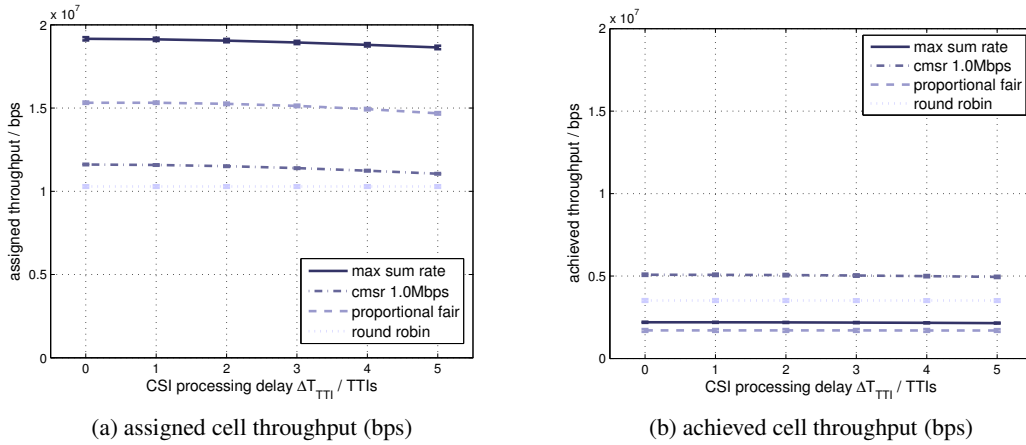 x 10^7
2
1.5
1
0.5
0
assigned throughput / bps
max sum rate
cmsr 1.0Mbps
proportional fair
round robin
0 1 2 3 4 5
CSI processing delay ΔT_TTI / TTIs
(a) assigned cell throughput (bps)
x 10^7
2
1.5
1
0.5
0
achieved throughput / bps
max sum rate
cmsr 1.0Mbps
proportional fair
round robin
0 1 2 3 4 5
CSI processing delay ΔT_TTI / TTIs
(b) achieved cell throughput (bps)